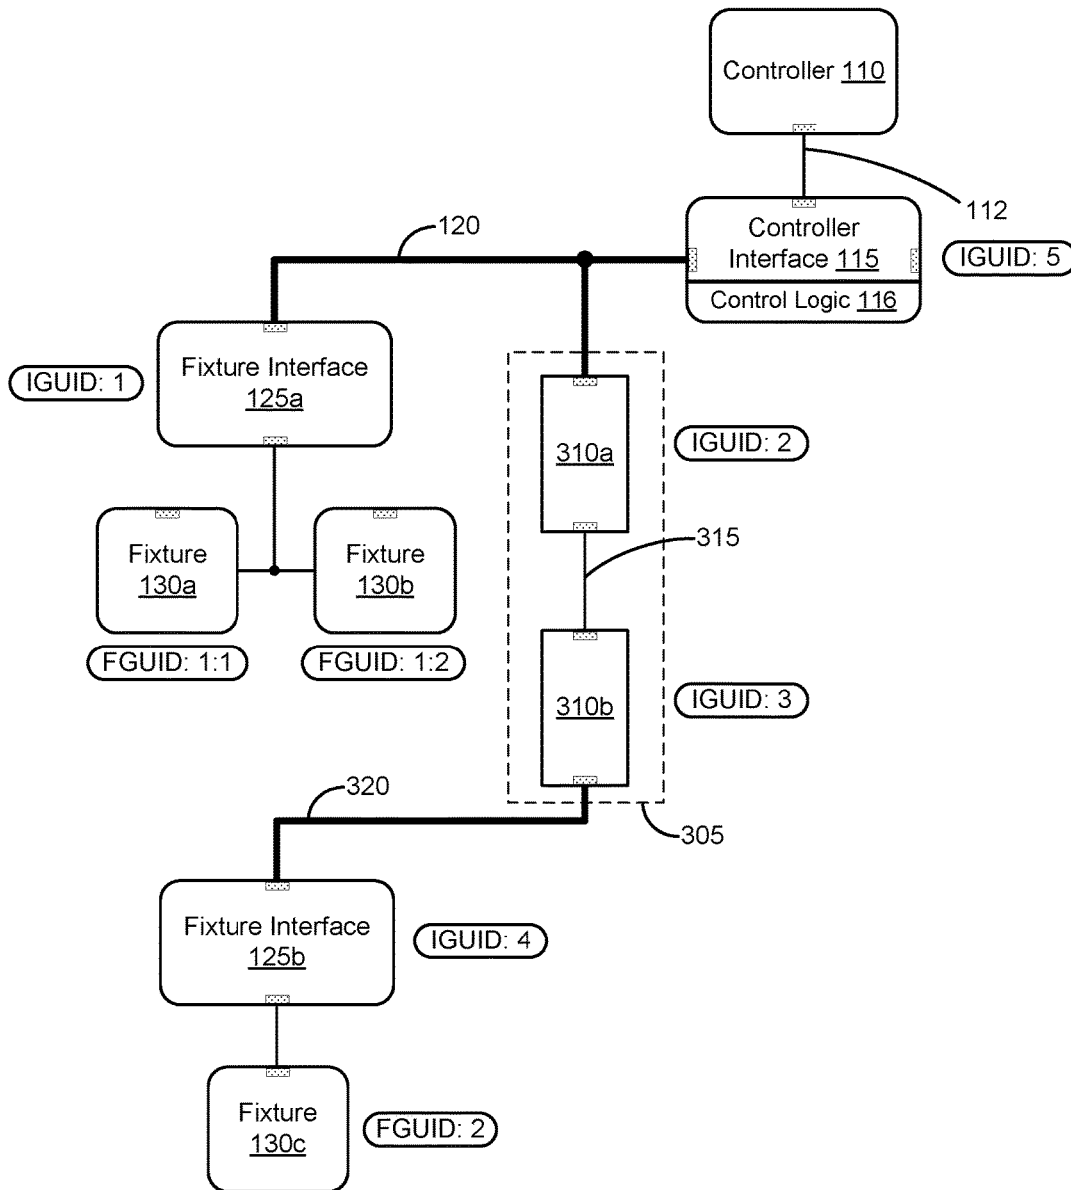 Controller 110
112
Controller
Interface 115
Control Logic 116
IGUID: 5
120
Fixture Interface
125a
IGUID: 1
310a
IGUID: 2
315
Fixture
130a
Fixture
130b
FGUID: 1:1
FGUID: 1:2
310b
IGUID: 3
320
305
Fixture Interface
125b
IGUID: 4
Fixture
130c
FGUID: 2